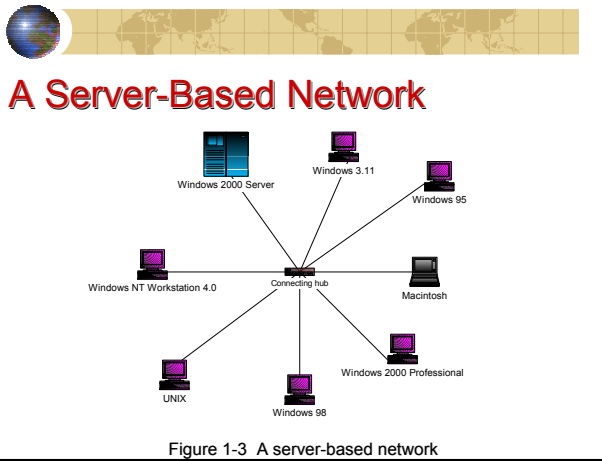 A Server-Based Network
Windows 3.11
Windows 2000 Server
Windows 95
Windows NT Workstation 4.0
Connecting hub
Macintosh
Windows 2000 Professional
UNIX
Windows 98
Figure 1-3 A server-based network